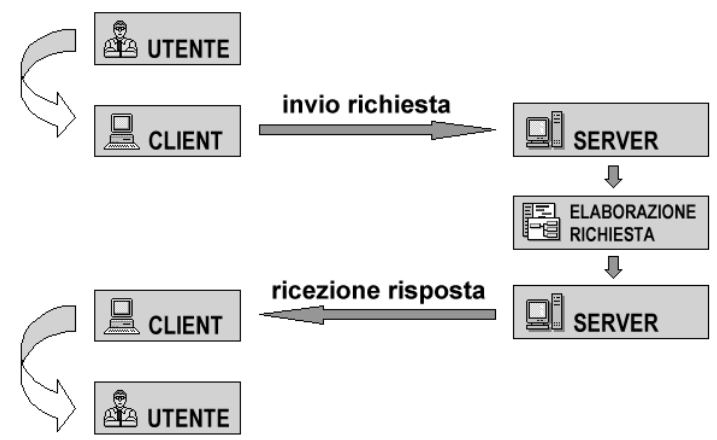 UTENTE
CLIENT
invio richiesta
SERVER
ELABORAZIONE
RICHIESTA
SERVER
ricezione risposta
CLIENT
UTENTE